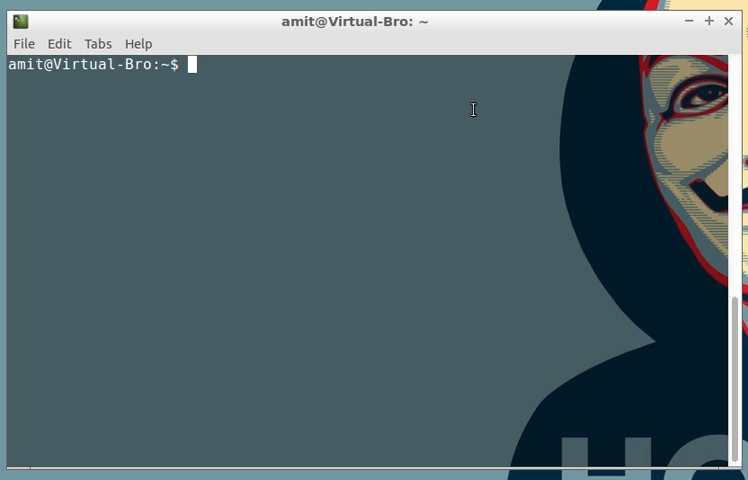 amit@Virtual-Bro: ~
File Edit Tabs Help
amit@Virtual-Bro:~$